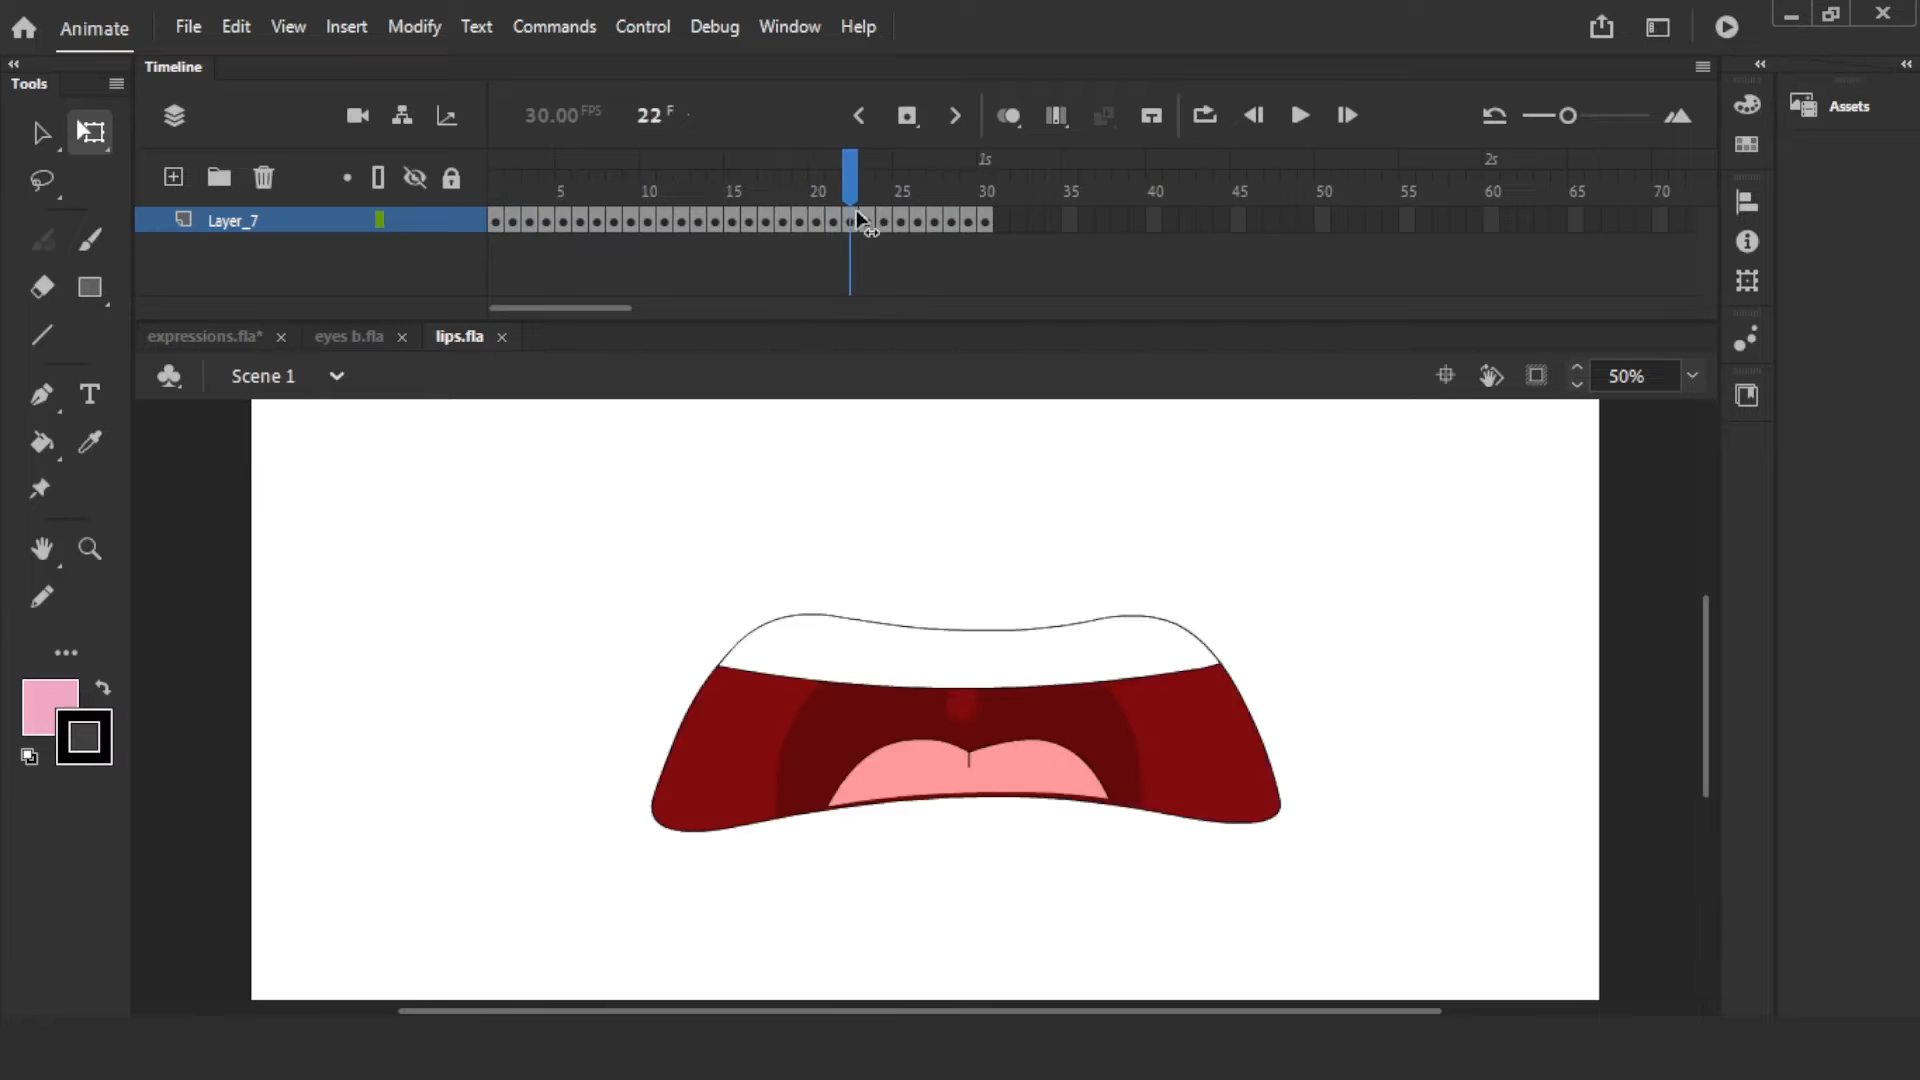 Animate File Edit View Insert Modify Text Commands Control Debug Window Help
Tools
Timeline
30.00 FPS 22 F
Assets
1s 2s
5 10 15 20 25 30 35 40 45 50 55 60 65 70
Layer_7
expressions.fla* × eyes b.fla × lips.fla ×
Scene 1 50%
T